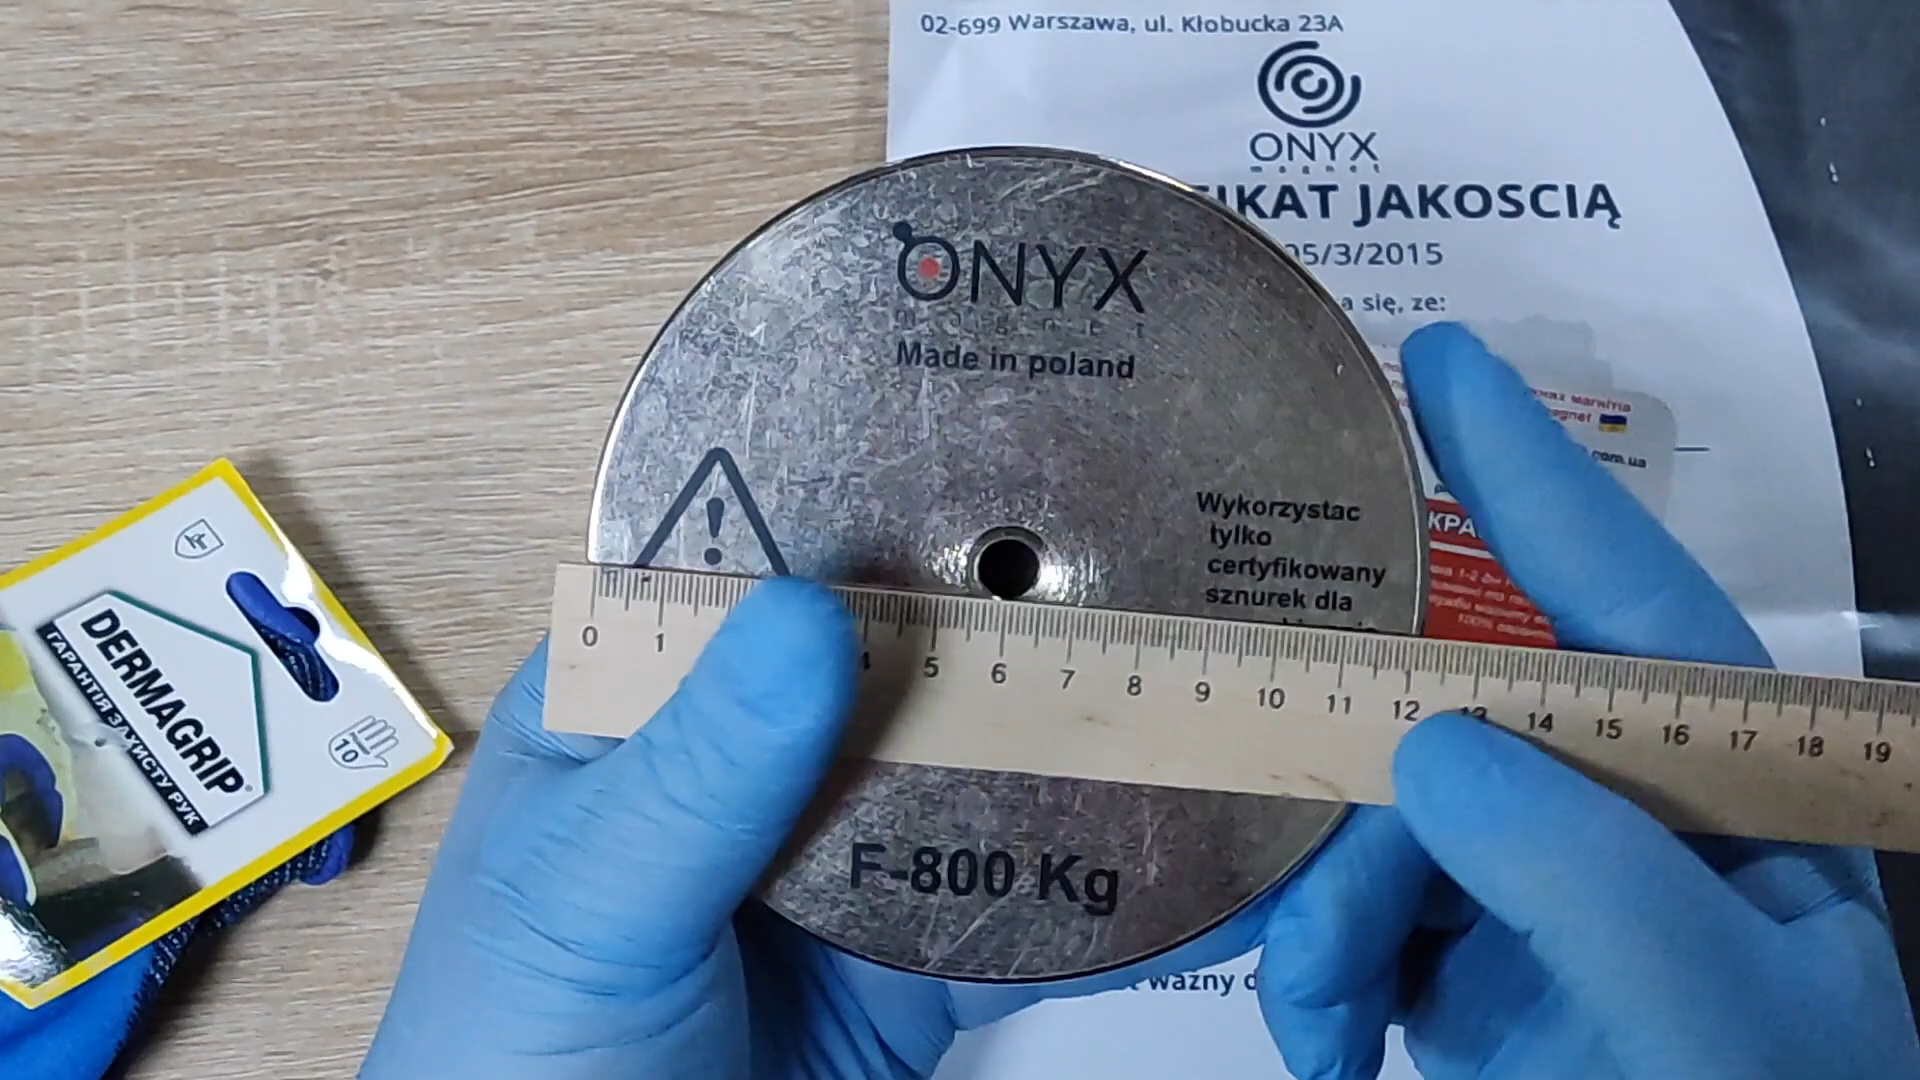 02-699 Warszawa, ul. Kłobucka 23A
ONYX
magnet
IKAT JAKOSCIĄ
05/3/2015
a się, ze:
com.ua
ONYX
magnet
Made in poland
!
Wykorzystac
tylko
certyfikowany
sznurek dla
0 1 4 5 6 7 8 9 10 11 12 13 14 15 16 17 18 19
F-800 Kg
ważny d
DERMAGRIP®
ГАРАНТІЯ ЗАХИСТУ РУК
10